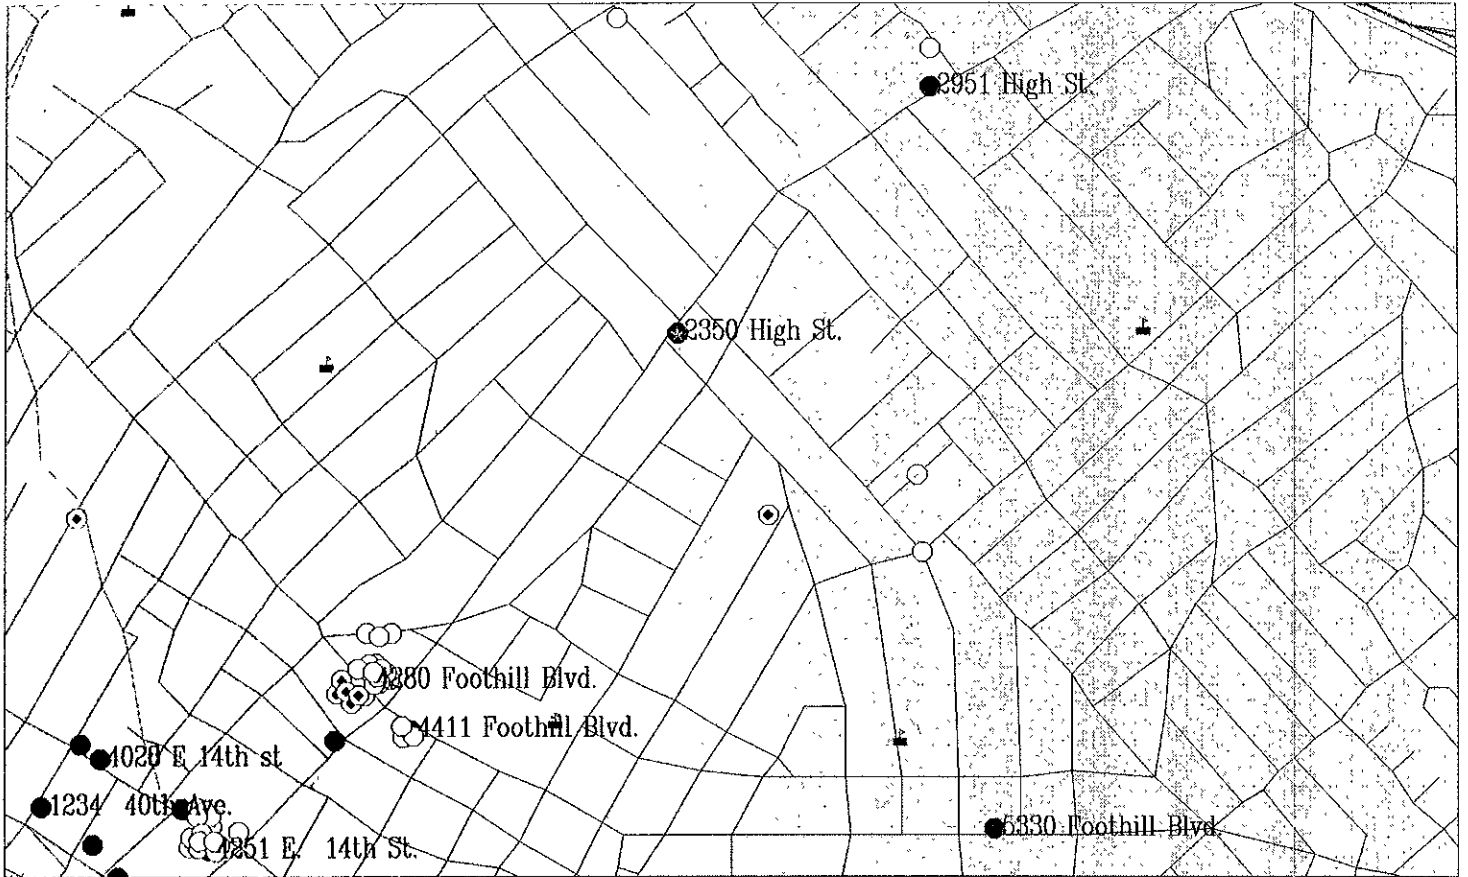 2951 High St.
2350 High St.
4280 Foothill Blvd.
4411 Foothill Blvd.
4020 E 14th st
1234 40th Ave.
5330 Foothill Blvd.
4251 E. 14th St.